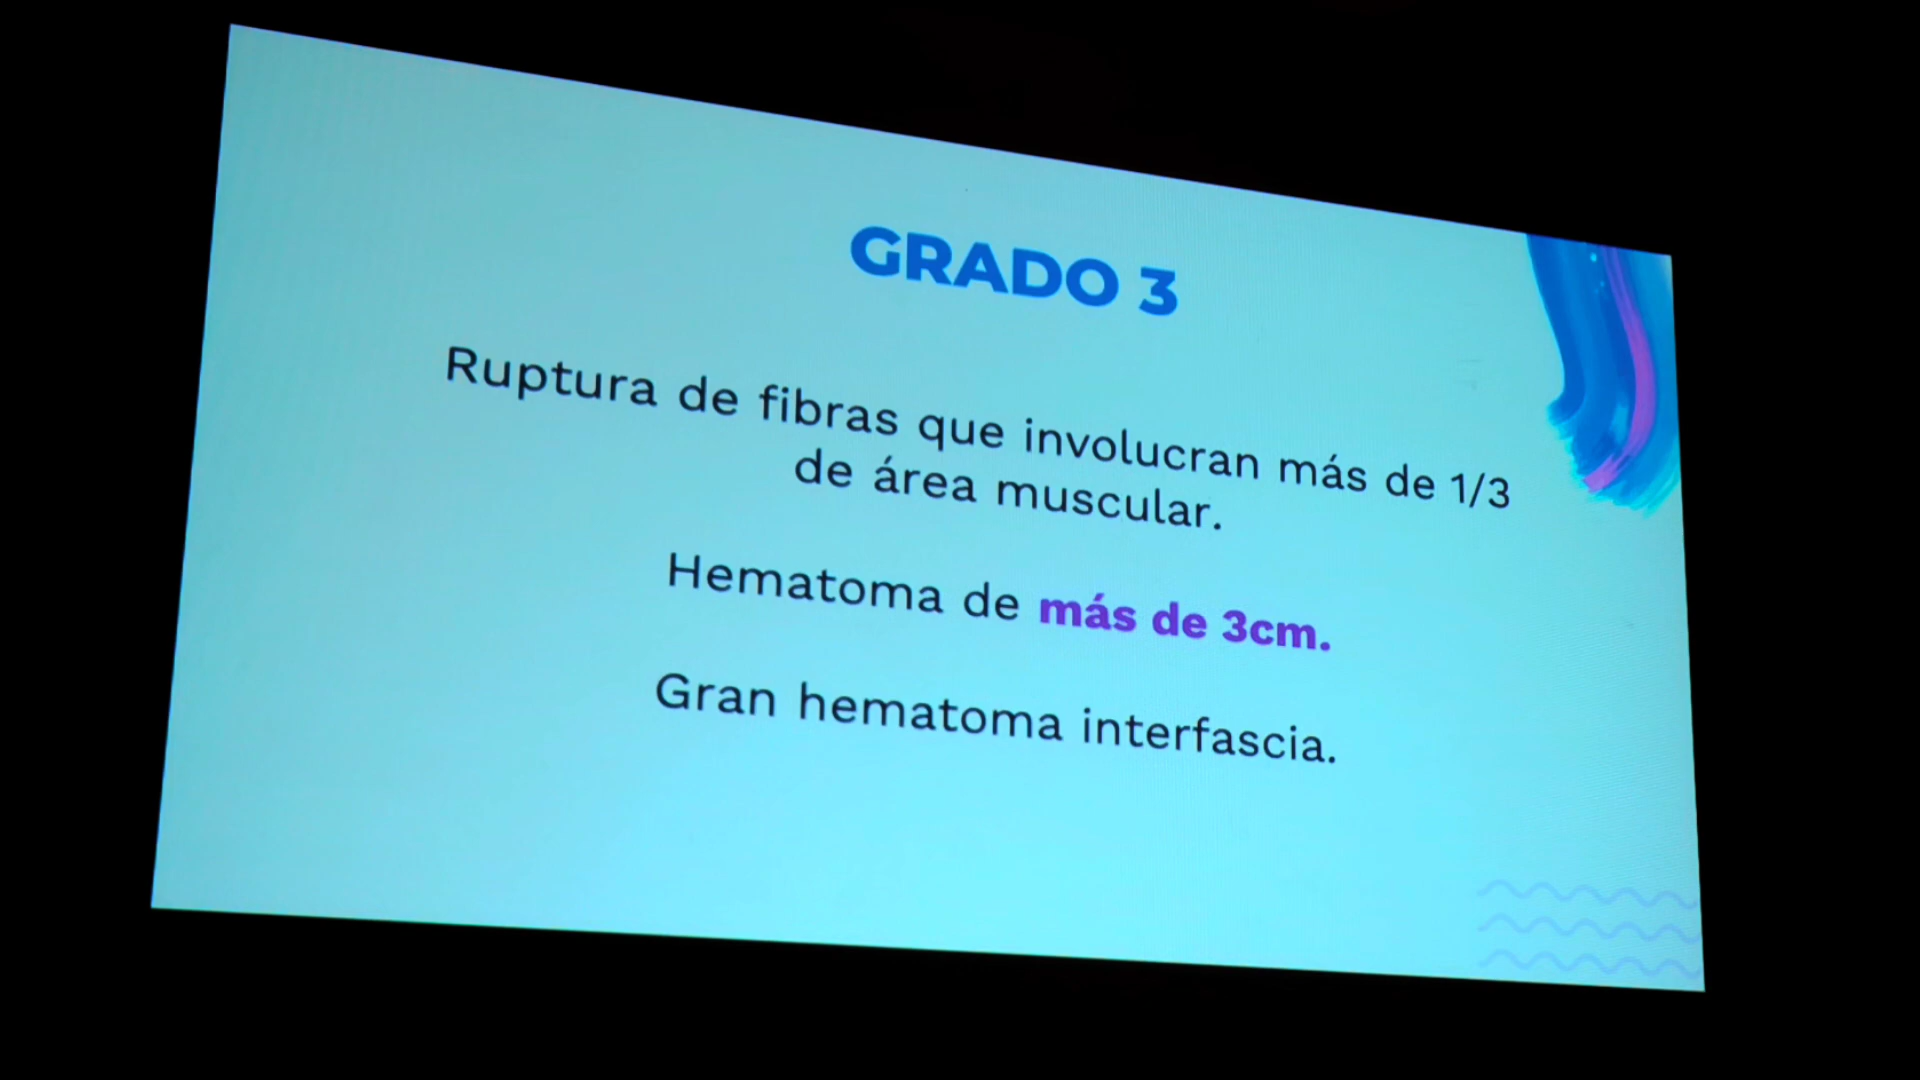 GRADO 3
Ruptura de fibras que involucran más de 1/3
de área muscular.
Hematoma de más de 3cm.
Gran hematoma interfascia.